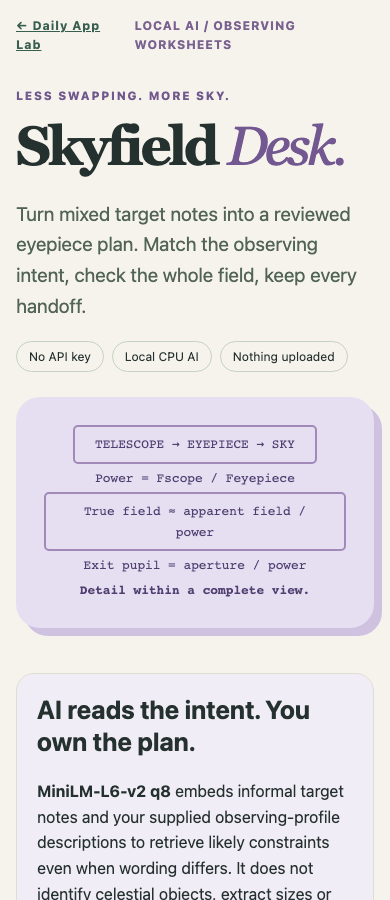 ← Daily App
Lab
LOCAL AI / OBSERVING
WORKSHEETS
LESS SWAPPING. MORE SKY.
Skyfield Desk.
Turn mixed target notes into a reviewed
eyepiece plan. Match the observing
intent, check the whole field, keep every
handoff.
No API key
Local CPU AI
Nothing uploaded
TELESCOPE → EYEPIECE → SKY
Power = Fscope / Feyepiece
True field ≈ apparent field /
power
Exit pupil = aperture / power
Detail within a complete view.
AI reads the intent. You
own the plan.
MiniLM-L6-v2 q8 embeds informal target
notes and your supplied observing-profile
descriptions to retrieve likely constraints
even when wording differs. It does not
identify celestial objects, extract sizes or